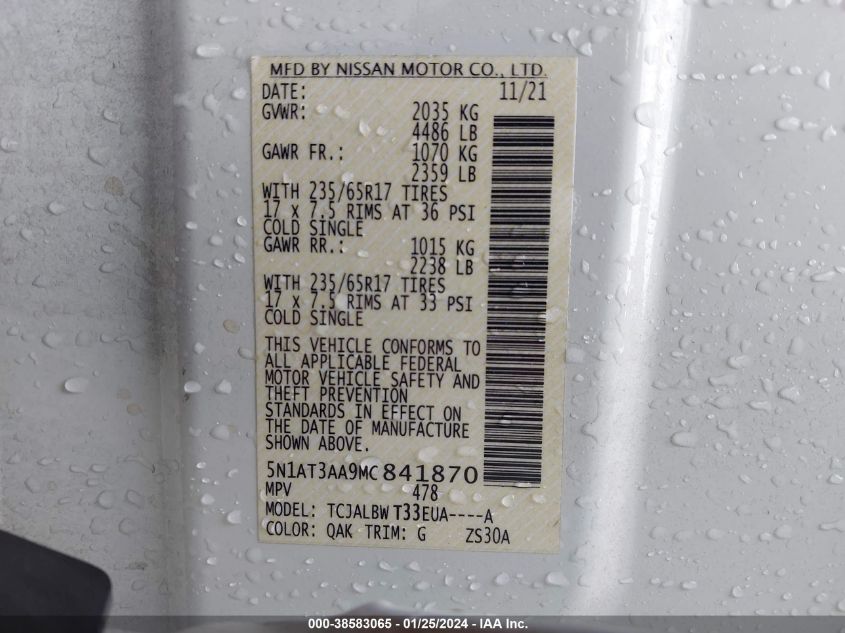 MFD BY NISSAN MOTOR CO., LTD.
DATE: 11/21
GVWR: 2035 KG
4486 LB
GAWR FR.: 1070 KG
2359 LB
WITH 235/65R17 TIRES
17 x 7.5 RIMS AT 36 PSI
COLD SINGLE
GAWR RR.: 1015 KG
2238 LB
WITH 235/65R17 TIRES
17 x 7.5 RIMS AT 33 PSI
COLD SINGLE
THIS VEHICLE CONFORMS TO
ALL APPLICABLE FEDERAL
MOTOR VEHICLE SAFETY AND
THEFT PREVENTION
STANDARDS IN EFFECT ON
THE DATE OF MANUFACTURE
SHOWN ABOVE.
5N1AT3AA9MC841870
MPV 478
MODEL: TCJALBW T33EUA----A
COLOR: QAK TRIM: G ZS30A
000-38583065 / 01/25/2024 - IAA Inc.